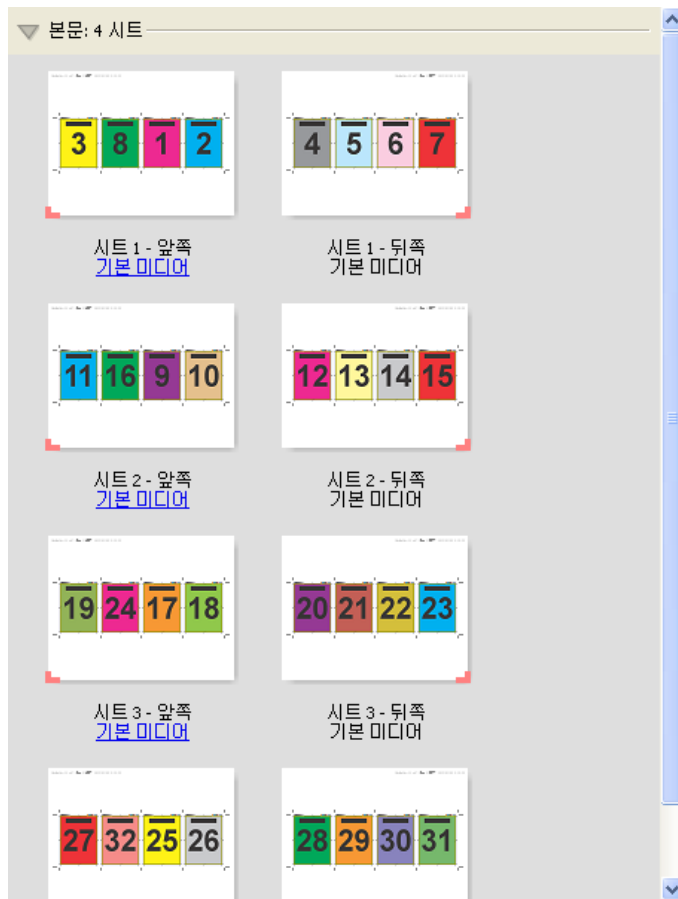 본문: 4 시트
3 8 1 2
4 5 6 7
시트 1 - 앞쪽
기본 미디어
시트 1 - 뒤쪽
기본 미디어
11 16 9 10
12 13 14 15
시트 2 - 앞쪽
기본 미디어
시트 2 - 뒤쪽
기본 미디어
19 24 17 18
20 21 22 23
시트 3 - 앞쪽
기본 미디어
시트 3 - 뒤쪽
기본 미디어
27 32 25 26
28 29 30 31